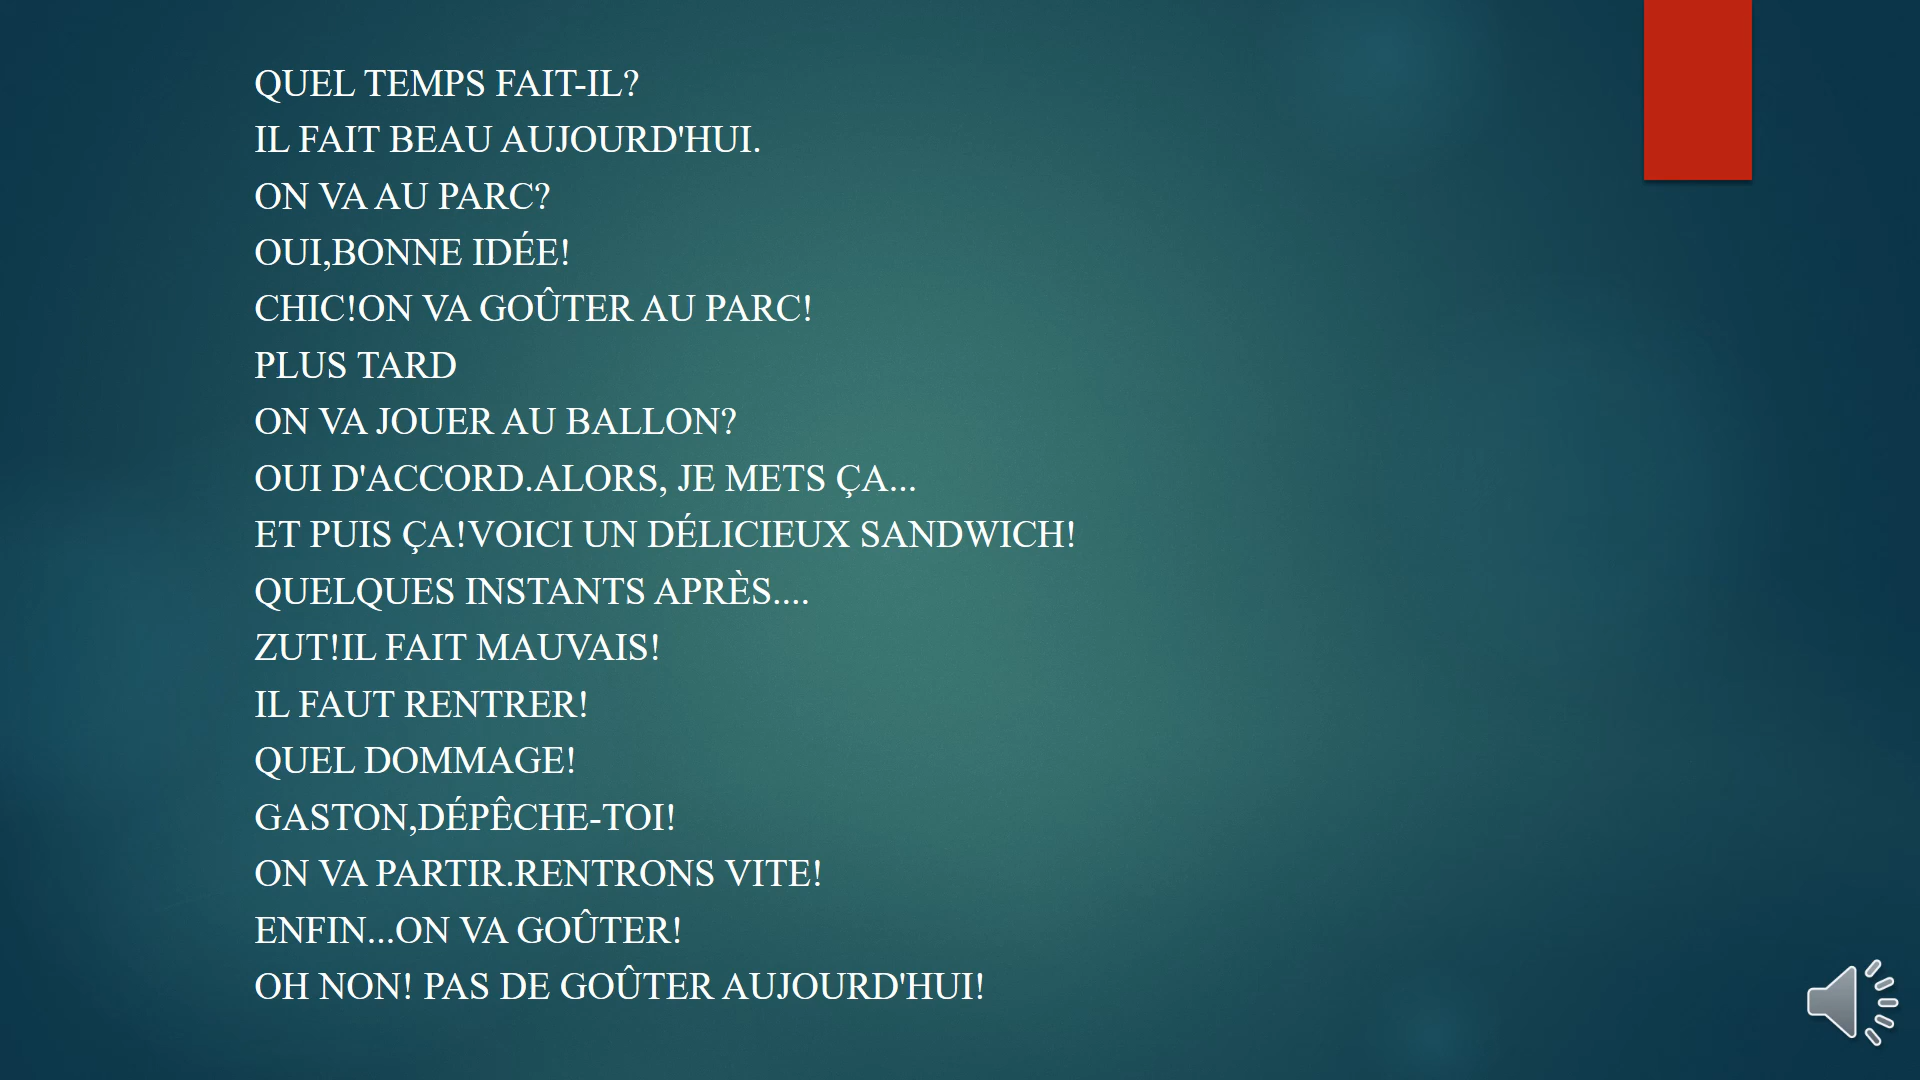 QUEL TEMPS FAIT-IL?
IL FAIT BEAU AUJOURD'HUI.
ON VA AU PARC?
OUI,BONNE IDÉE!
CHIC!ON VA GOÛTER AU PARC!
PLUS TARD
ON VA JOUER AU BALLON?
OUI D'ACCORD.ALORS, JE METS ÇA...
ET PUIS ÇA!VOICI UN DÉLICIEUX SANDWICH!
QUELQUES INSTANTS APRÈS....
ZUT!IL FAIT MAUVAIS!
IL FAUT RENTRER!
QUEL DOMMAGE!
GASTON,DÉPÊCHE-TOI!
ON VA PARTIR.RENTRONS VITE!
ENFIN...ON VA GOÛTER!
OH NON! PAS DE GOÛTER AUJOURD'HUI!